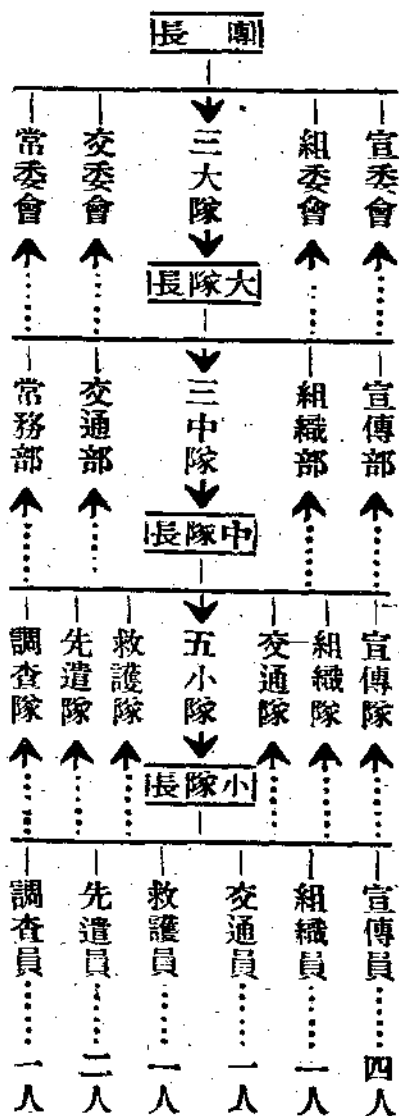 團長
宣委會 組委會 三大隊 交委會 常委會
大隊長
宣傳部 組織部 三中隊 交通部 常務部
中隊長
宣傳隊 組織隊 交通隊 五小隊 救護隊 先遣隊 調查隊
小隊長
宣傳員……四人
組織員……一人
交通員……一人
救護員……一人
先遣員……二人
調查員……一人